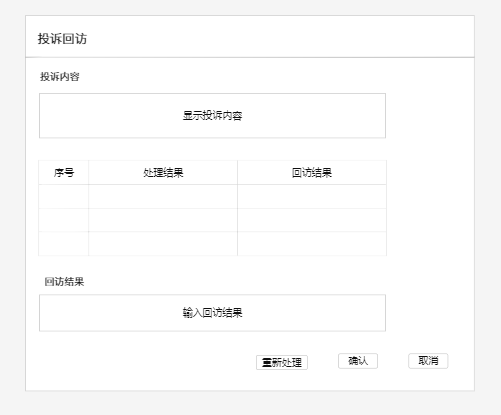 投诉回访
投诉内容
显示投诉内容
序号 处理结果 回访结果
回访结果
输入回访结果
重新处理 确认 取消